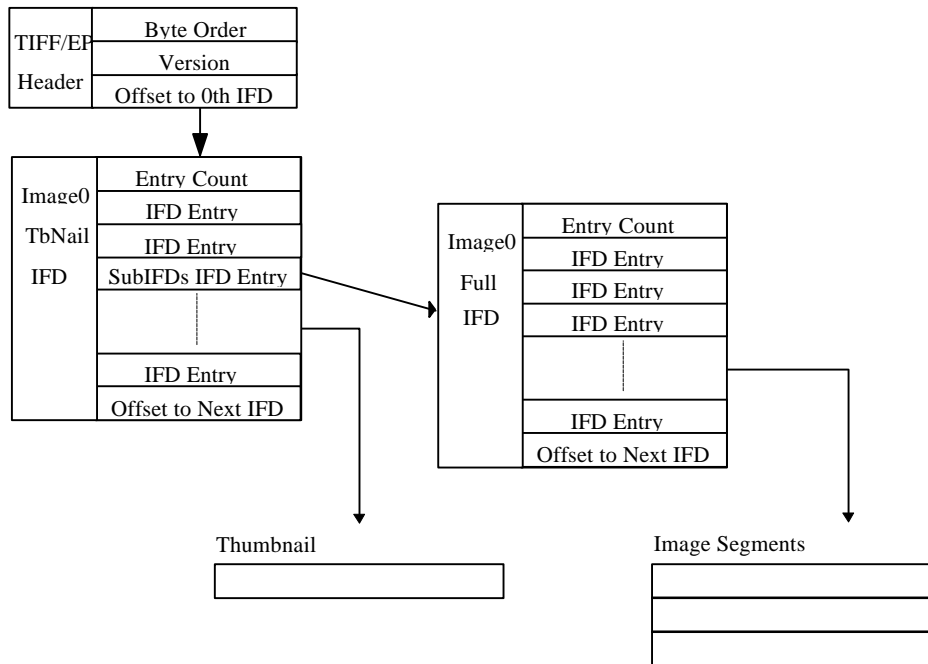 TIFF/EP
Header
Byte Order
Version
Offset to 0th IFD
Image0
TbNail
IFD
Entry Count
IFD Entry
IFD Entry
SubIFDs IFD Entry
IFD Entry
Offset to Next IFD
Image0
Full
IFD
Entry Count
IFD Entry
IFD Entry
IFD Entry
IFD Entry
Offset to Next IFD
Thumbnail
Image Segments